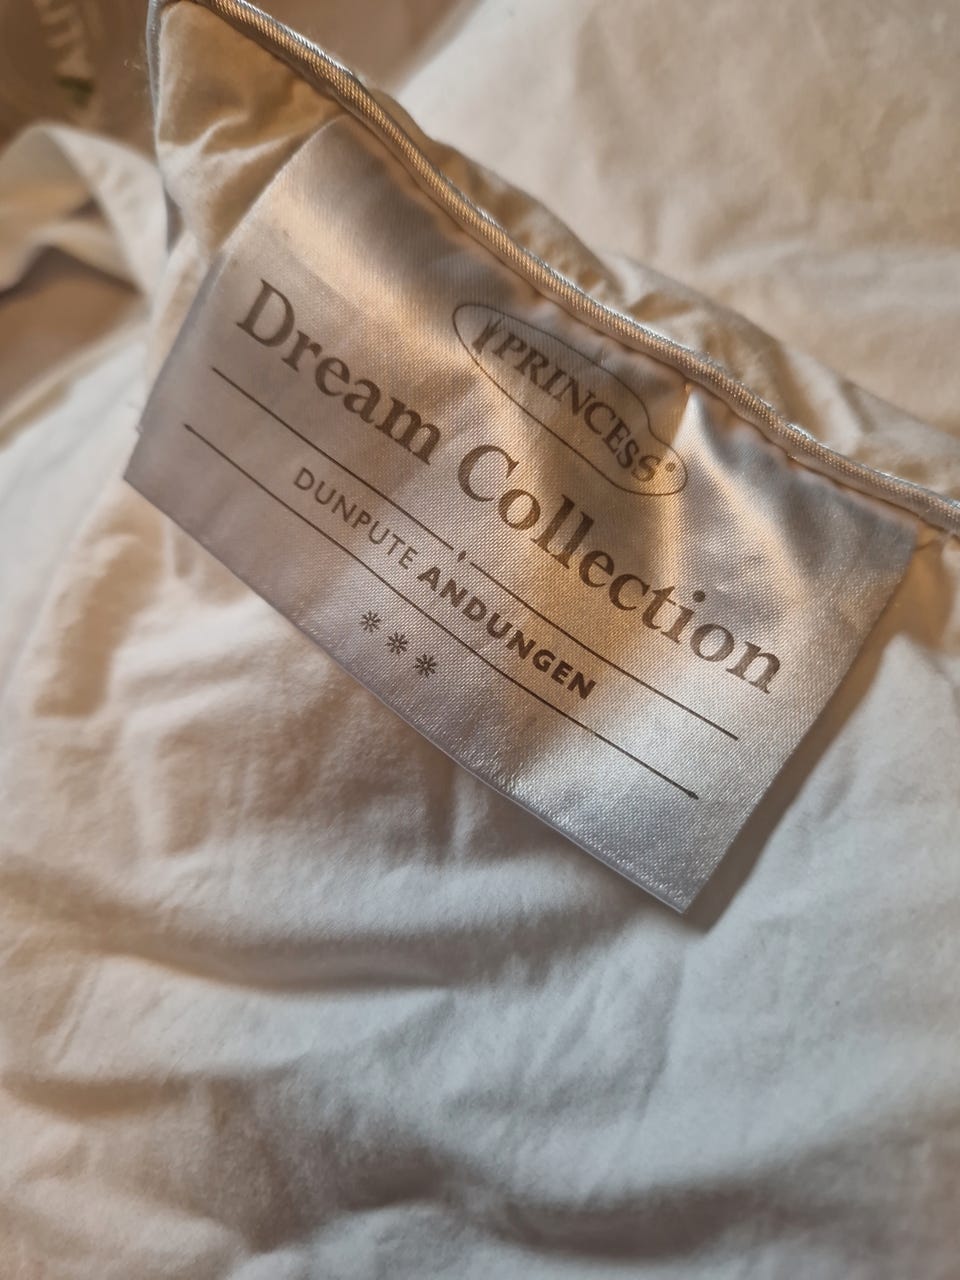 PRINCESS®
Dream Collection
DUNPUTE ANDUNGEN
***